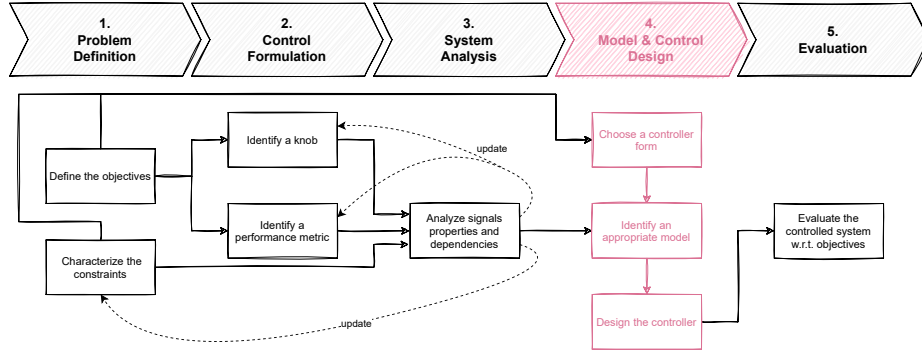 1.
Problem
Definition
2.
Control
Formulation
3.
System
Analysis
4.
Model & Control
Design
5.
Evaluation
Define the objectives
Characterize the
constraints
Identify a knob
Identify a
performance metric
update
update
Analyze signals
properties and
dependencies
Choose a controller
form
Identify an
appropriate model
Design the controller
Evaluate the
controlled system
w.r.t. objectives